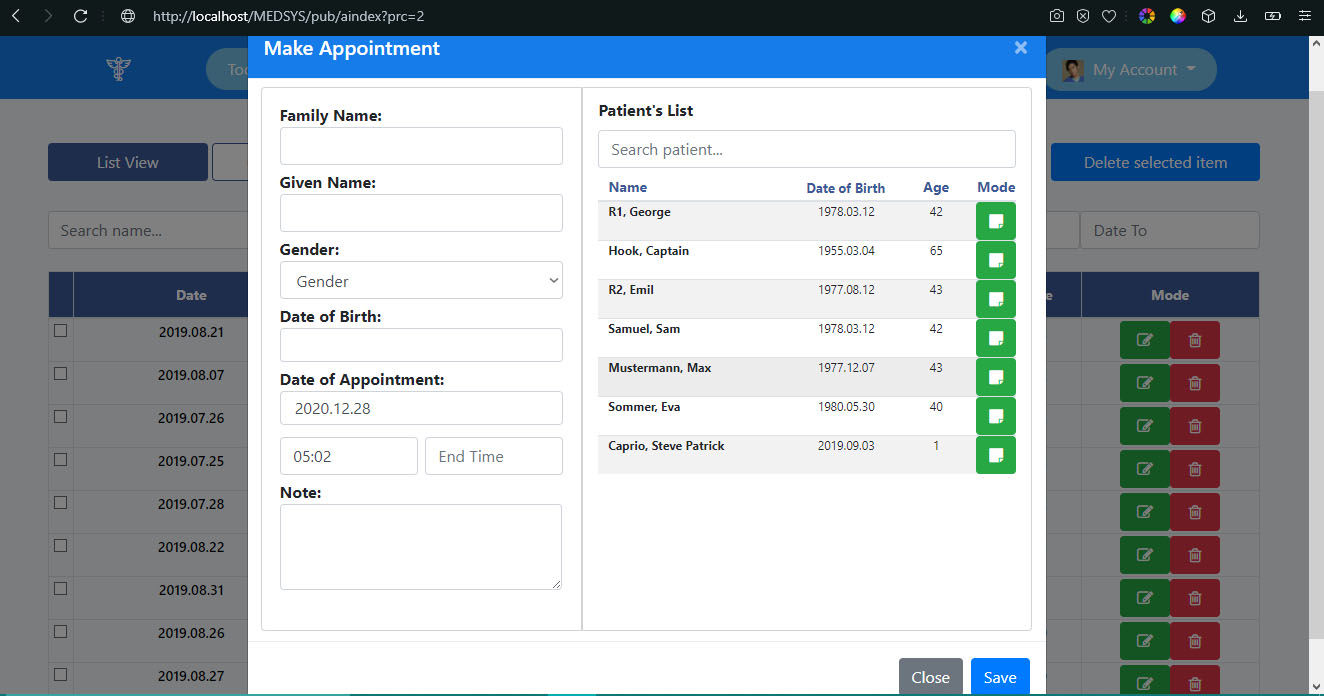 http://localhost/MEDSYS/pub/aindex?prc=2
Make Appointment
×
My Account
List View
Delete selected item
Search name...
Date To
Date
Mode
2019.08.21
2019.08.07
2019.07.26
2019.07.25
2019.07.28
2019.08.22
2019.08.31
2019.08.26
2019.08.27
Family Name:
Given Name:
Gender:
Gender
Date of Birth:
Date of Appointment:
2020.12.28
05:02 End Time
Note:
Patient's List
Search patient...
Name Date of Birth Age Mode
R1, George 1978.03.12 42
Hook, Captain 1955.03.04 65
R2, Emil 1977.08.12 43
Samuel, Sam 1978.03.12 42
Mustermann, Max 1977.12.07 43
Sommer, Eva 1980.05.30 40
Caprio, Steve Patrick 2019.09.03 1
Close Save